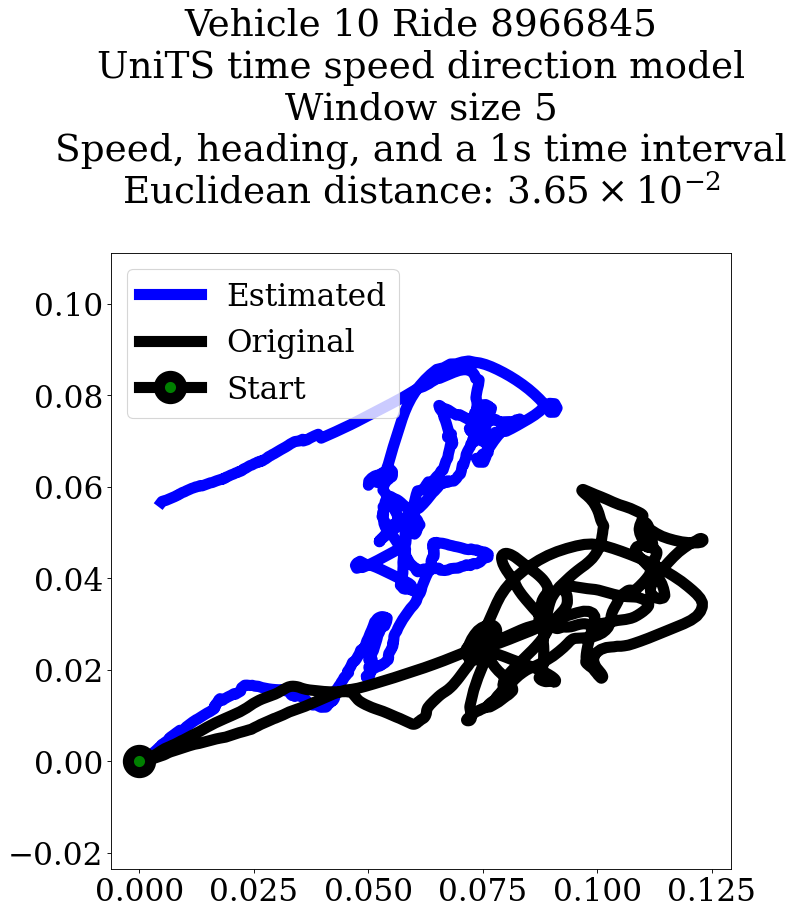 Vehicle 10 Ride 8966845
UniTS time speed direction model
Window size 5
Speed, heading, and a 1s time interval
Euclidean distance: 3.65 × 10⁻²
Estimated
Original
Start
0.10
0.08
0.06
0.04
0.02
0.00
−0.02
0.000 0.025 0.050 0.075 0.100 0.125